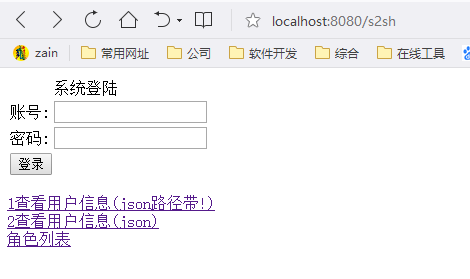 localhost:8080/s2sh
zain 常用网址 公司 软件开发 综合 在线工具
系统登陆
账号:
密码:
登录
1查看用户信息(json路径带!)
2查看用户信息(json)
角色列表